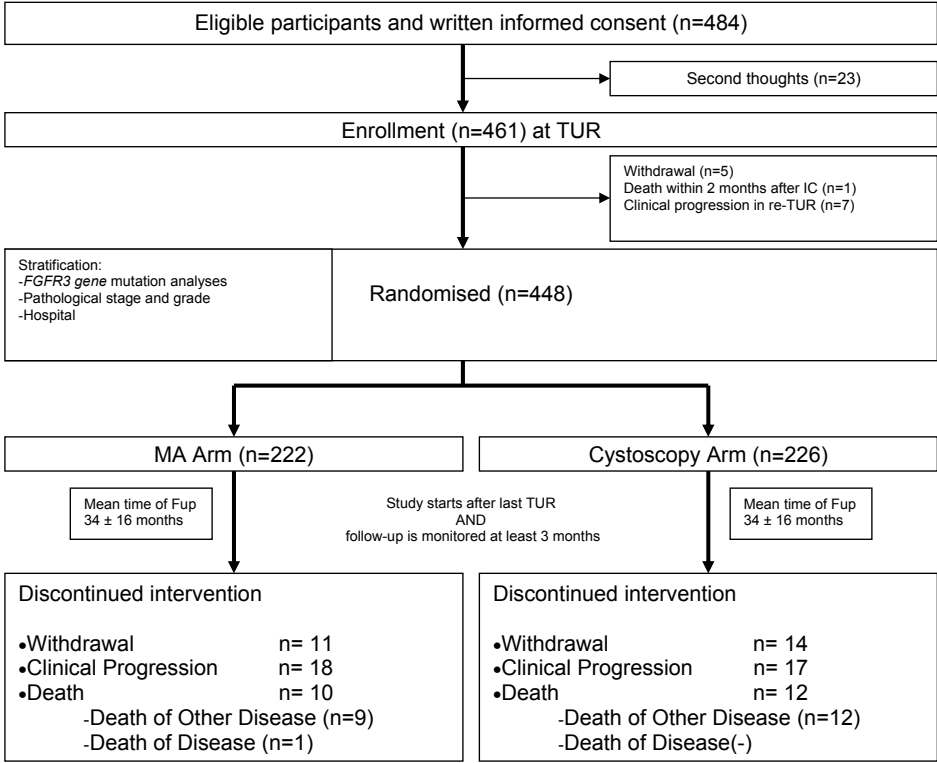 Eligible participants and written informed consent (n=484)
Second thoughts (n=23)
Enrollment (n=461) at TUR
Withdrawal (n=5)
Death within 2 months after IC (n=1)
Clinical progression in re-TUR (n=7)
Stratification:
-FGFR3 gene mutation analyses
-Pathological stage and grade
-Hospital
Randomised (n=448)
MA Arm (n=222)
Cystoscopy Arm (n=226)
Mean time of Fup
34 ± 16 months
Study starts after last TUR
AND
follow-up is monitored at least 3 months
Mean time of Fup
34 ± 16 months
Discontinued intervention
•Withdrawal n= 11
•Clinical Progression n= 18
•Death n= 10
-Death of Other Disease (n=9)
-Death of Disease (n=1)
Discontinued intervention
•Withdrawal n= 14
•Clinical Progression n= 17
•Death n= 12
-Death of Other Disease (n=12)
-Death of Disease(-)